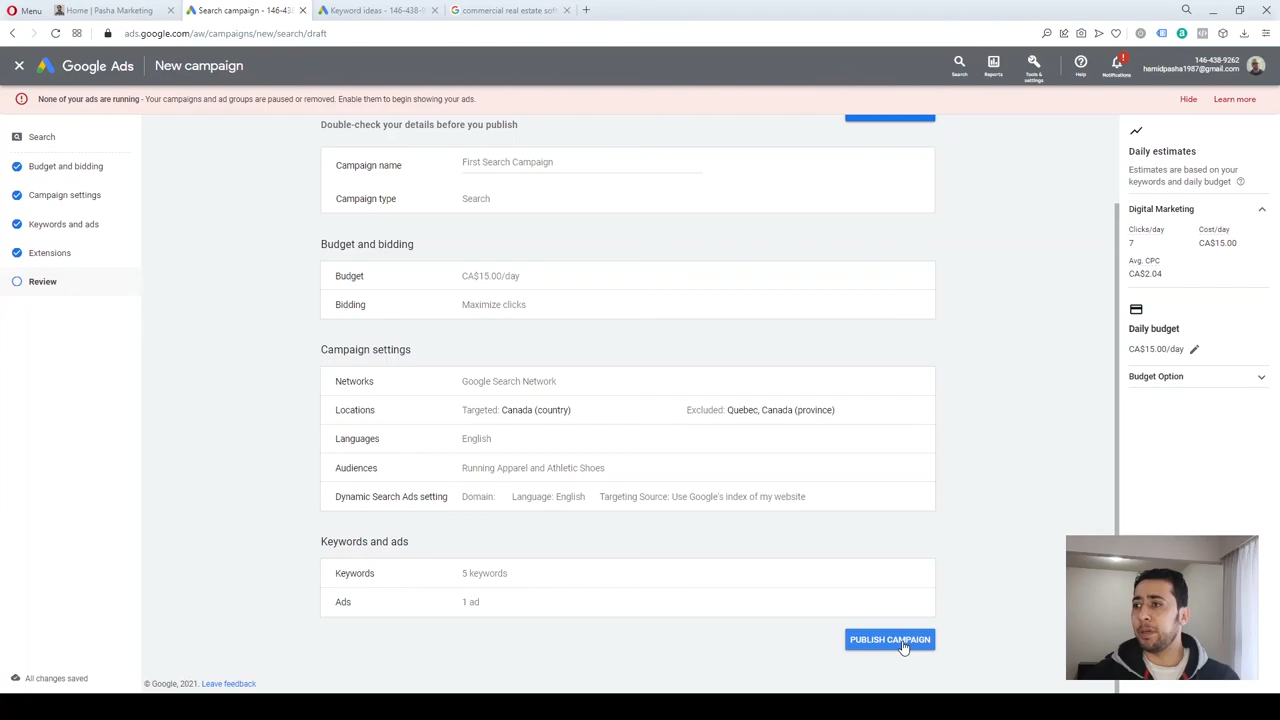 Menu
Home | Pasha Marketing
Search campaign - 146-438
Keyword ideas - 146-438-9
commercial real estate soft
ads.google.com/aw/campaigns/new/search/draft
Google Ads
New campaign
Search
Reports
Tools & settings
Help
Notifications
146-438-9262
hamidpasha1987@gmail.com
None of your ads are running - Your campaigns and ad groups are paused or removed. Enable them to begin showing your ads.
Hide
Learn more
Search
Budget and bidding
Campaign settings
Keywords and ads
Extensions
Review
Double-check your details before you publish
Campaign name First Search Campaign
Campaign type Search
Budget and bidding
Budget CA$15.00/day
Bidding Maximize clicks
Campaign settings
Networks Google Search Network
Locations Targeted: Canada (country) Excluded: Quebec, Canada (province)
Languages English
Audiences Running Apparel and Athletic Shoes
Dynamic Search Ads setting Domain: Language: English Targeting Source: Use Google's index of my website
Keywords and ads
Keywords 5 keywords
Ads 1 ad
PUBLISH CAMPAIGN
Daily estimates
Estimates are based on your
keywords and daily budget
Digital Marketing
Clicks/day Cost/day
7 CA$15.00
Avg. CPC
CA$2.04
Daily budget
CA$15.00/day
Budget Option
All changes saved
© Google, 2021. Leave feedback